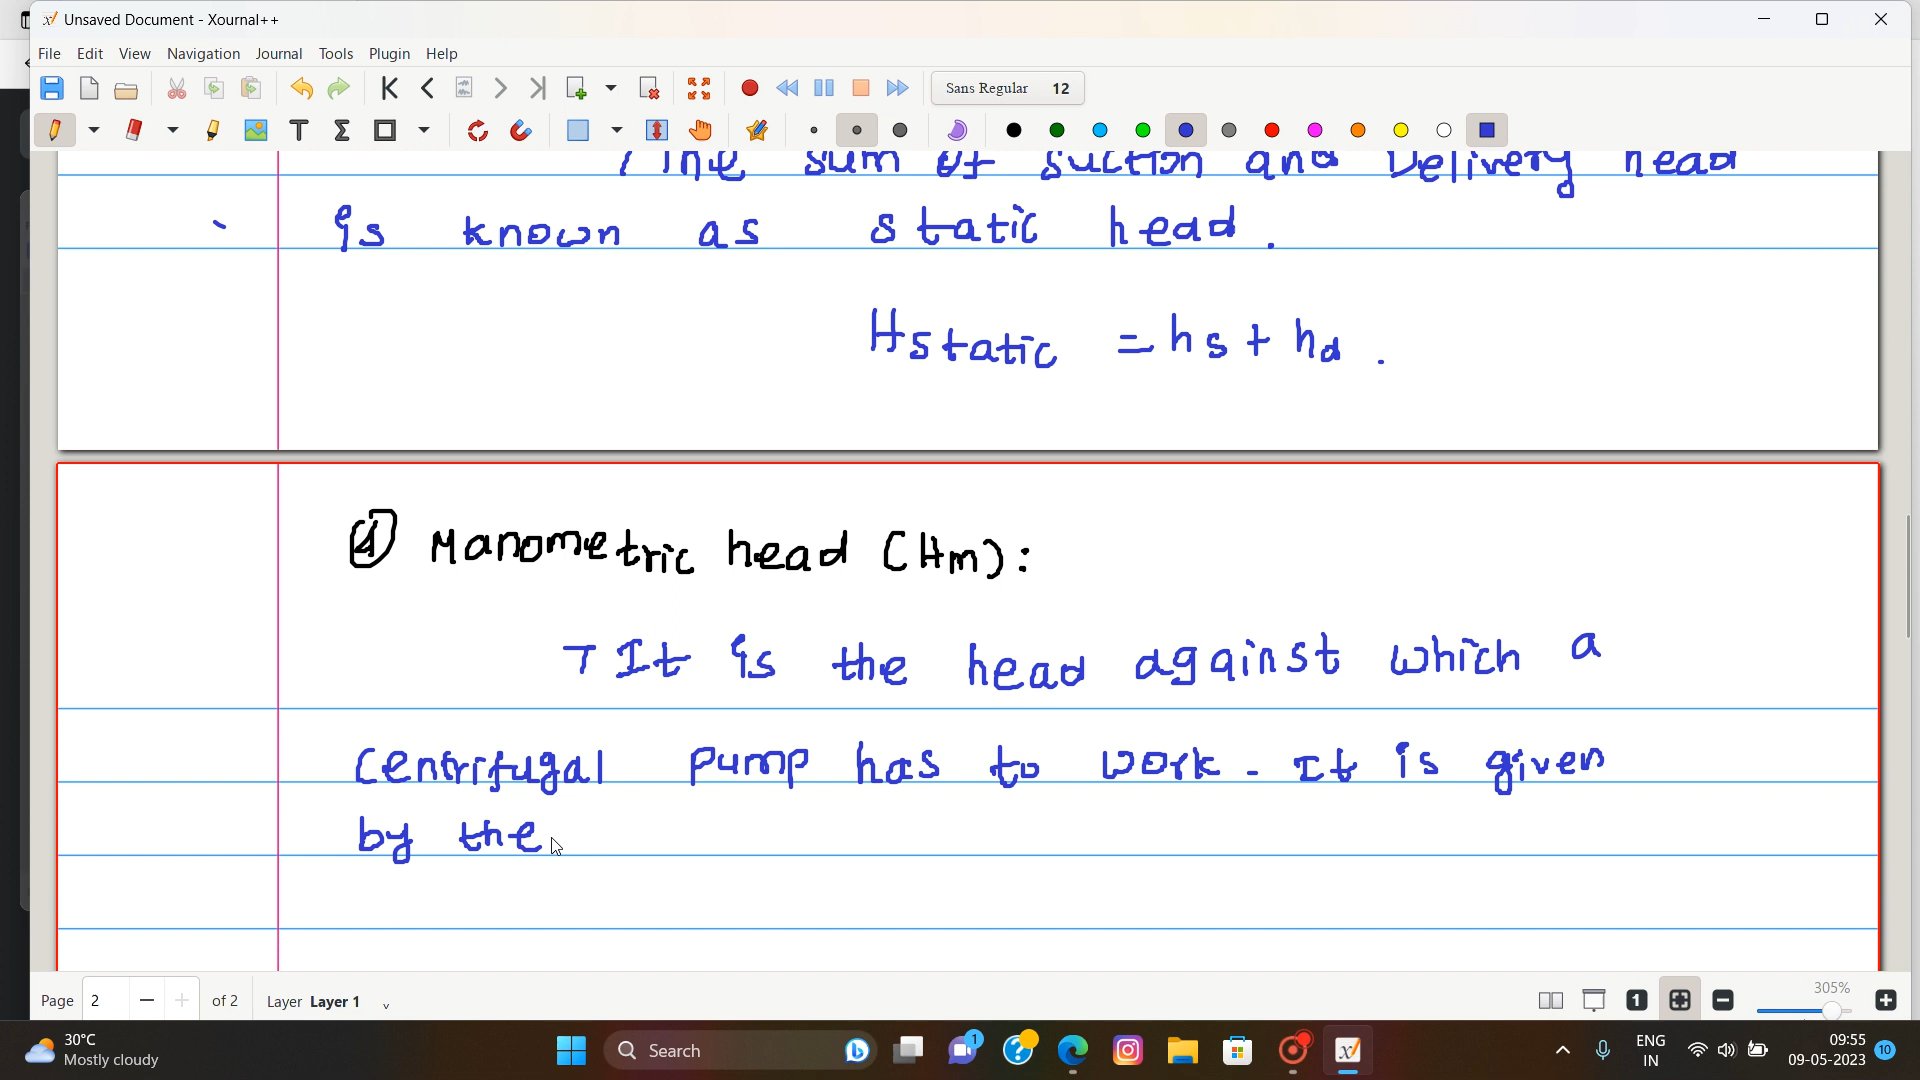 Unsaved Document - Xournal++
File Edit View Navigation Journal Tools Plugin Help
Sans Regular 12
The sum of suction and Delivery head
is known as static head.
Hstatic = hs + hd .
④ Manometric head (Hm):
→ It is the head against which a
Centrifugal Pump has to work. It is given
by the
Page 2 of 2 Layer Layer 1
305%
30°C
Mostly cloudy
Search
1
ENG
IN
09:55
09-05-2023
10